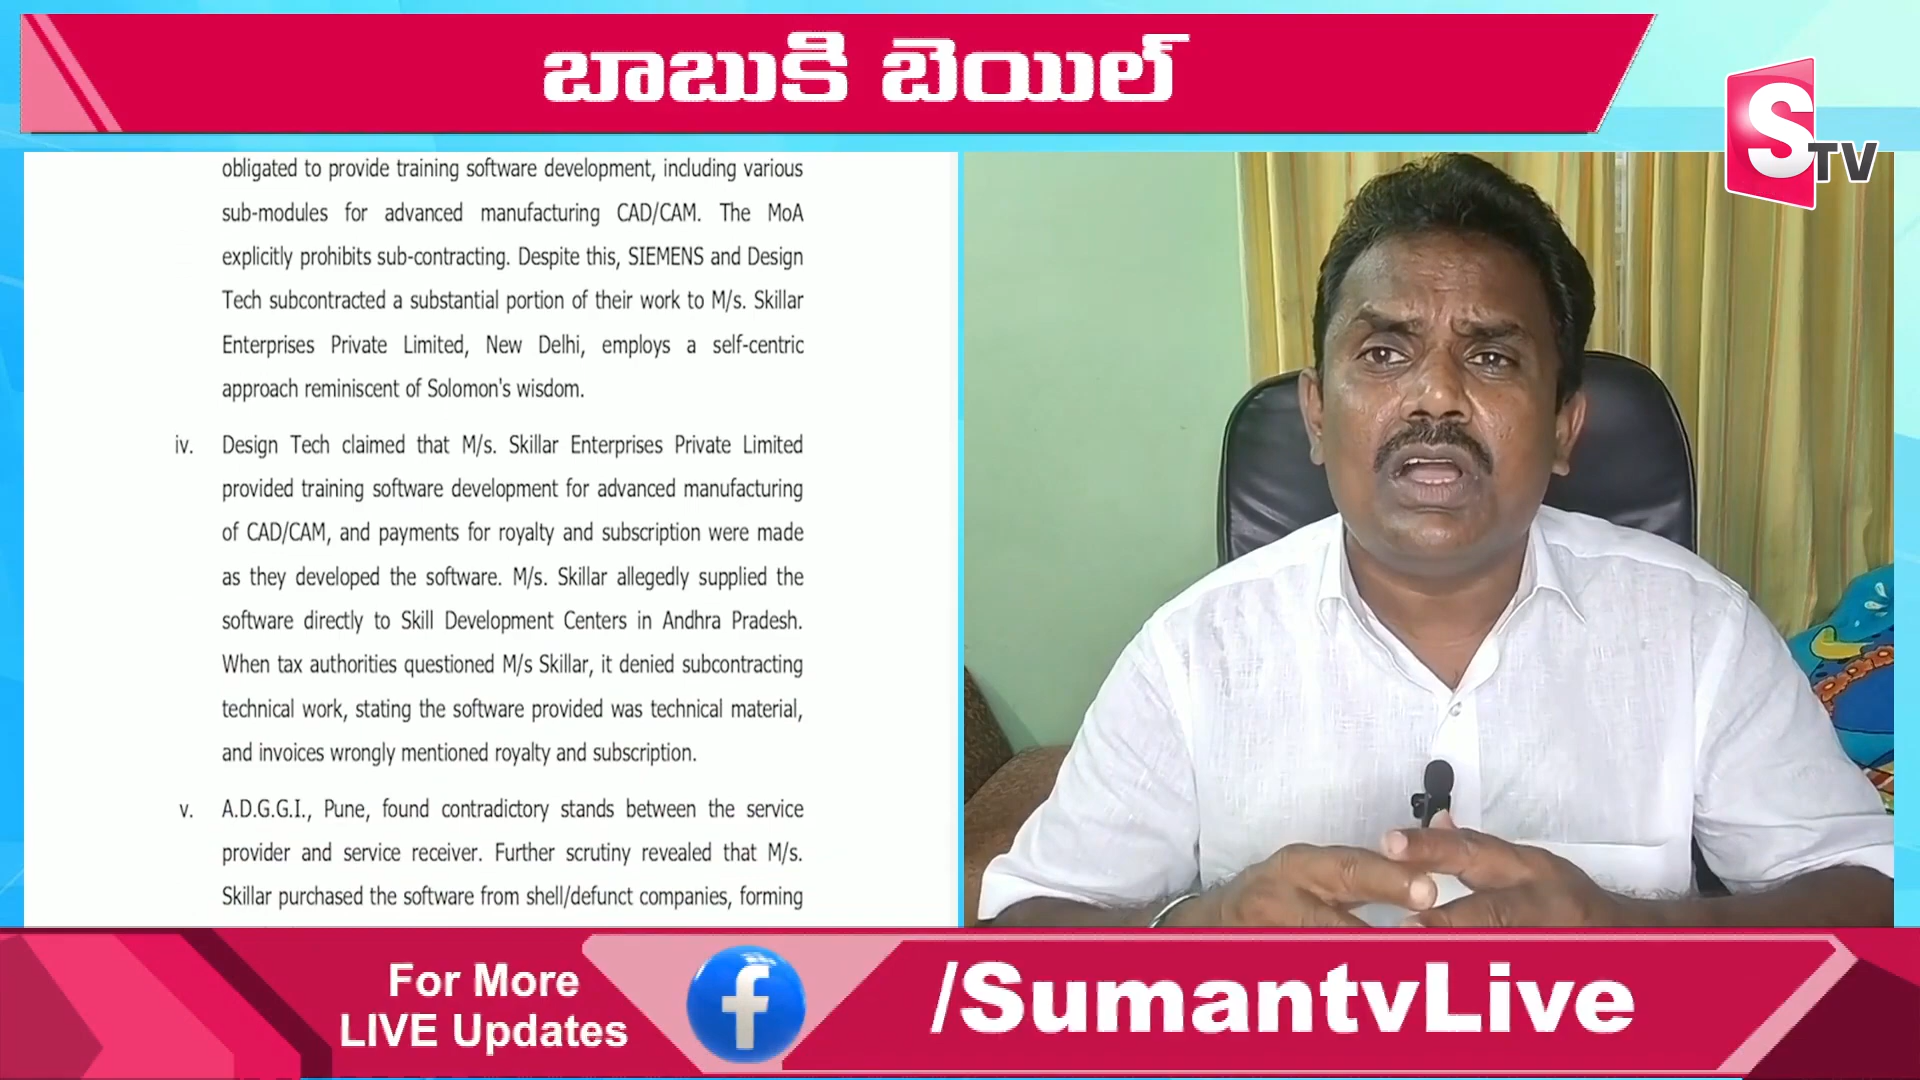 బాబుకి బెయిల్
STV
obligated to provide training software development, including various
sub-modules for advanced manufacturing CAD/CAM. The MoA
explicitly prohibits sub-contracting. Despite this, SIEMENS and Design
Tech subcontracted a substantial portion of their work to M/s. Skillar
Enterprises Private Limited, New Delhi, employs a self-centric
approach reminiscent of Solomon's wisdom.
iv. Design Tech claimed that M/s. Skillar Enterprises Private Limited
provided training software development for advanced manufacturing
of CAD/CAM, and payments for royalty and subscription were made
as they developed the software. M/s. Skillar allegedly supplied the
software directly to Skill Development Centers in Andhra Pradesh.
When tax authorities questioned M/s Skillar, it denied subcontracting
technical work, stating the software provided was technical material,
and invoices wrongly mentioned royalty and subscription.
v. A.D.G.G.I., Pune, found contradictory stands between the service
provider and service receiver. Further scrutiny revealed that M/s.
Skillar purchased the software from shell/defunct companies, forming
For More
LIVE Updates
f
/SumantvLive